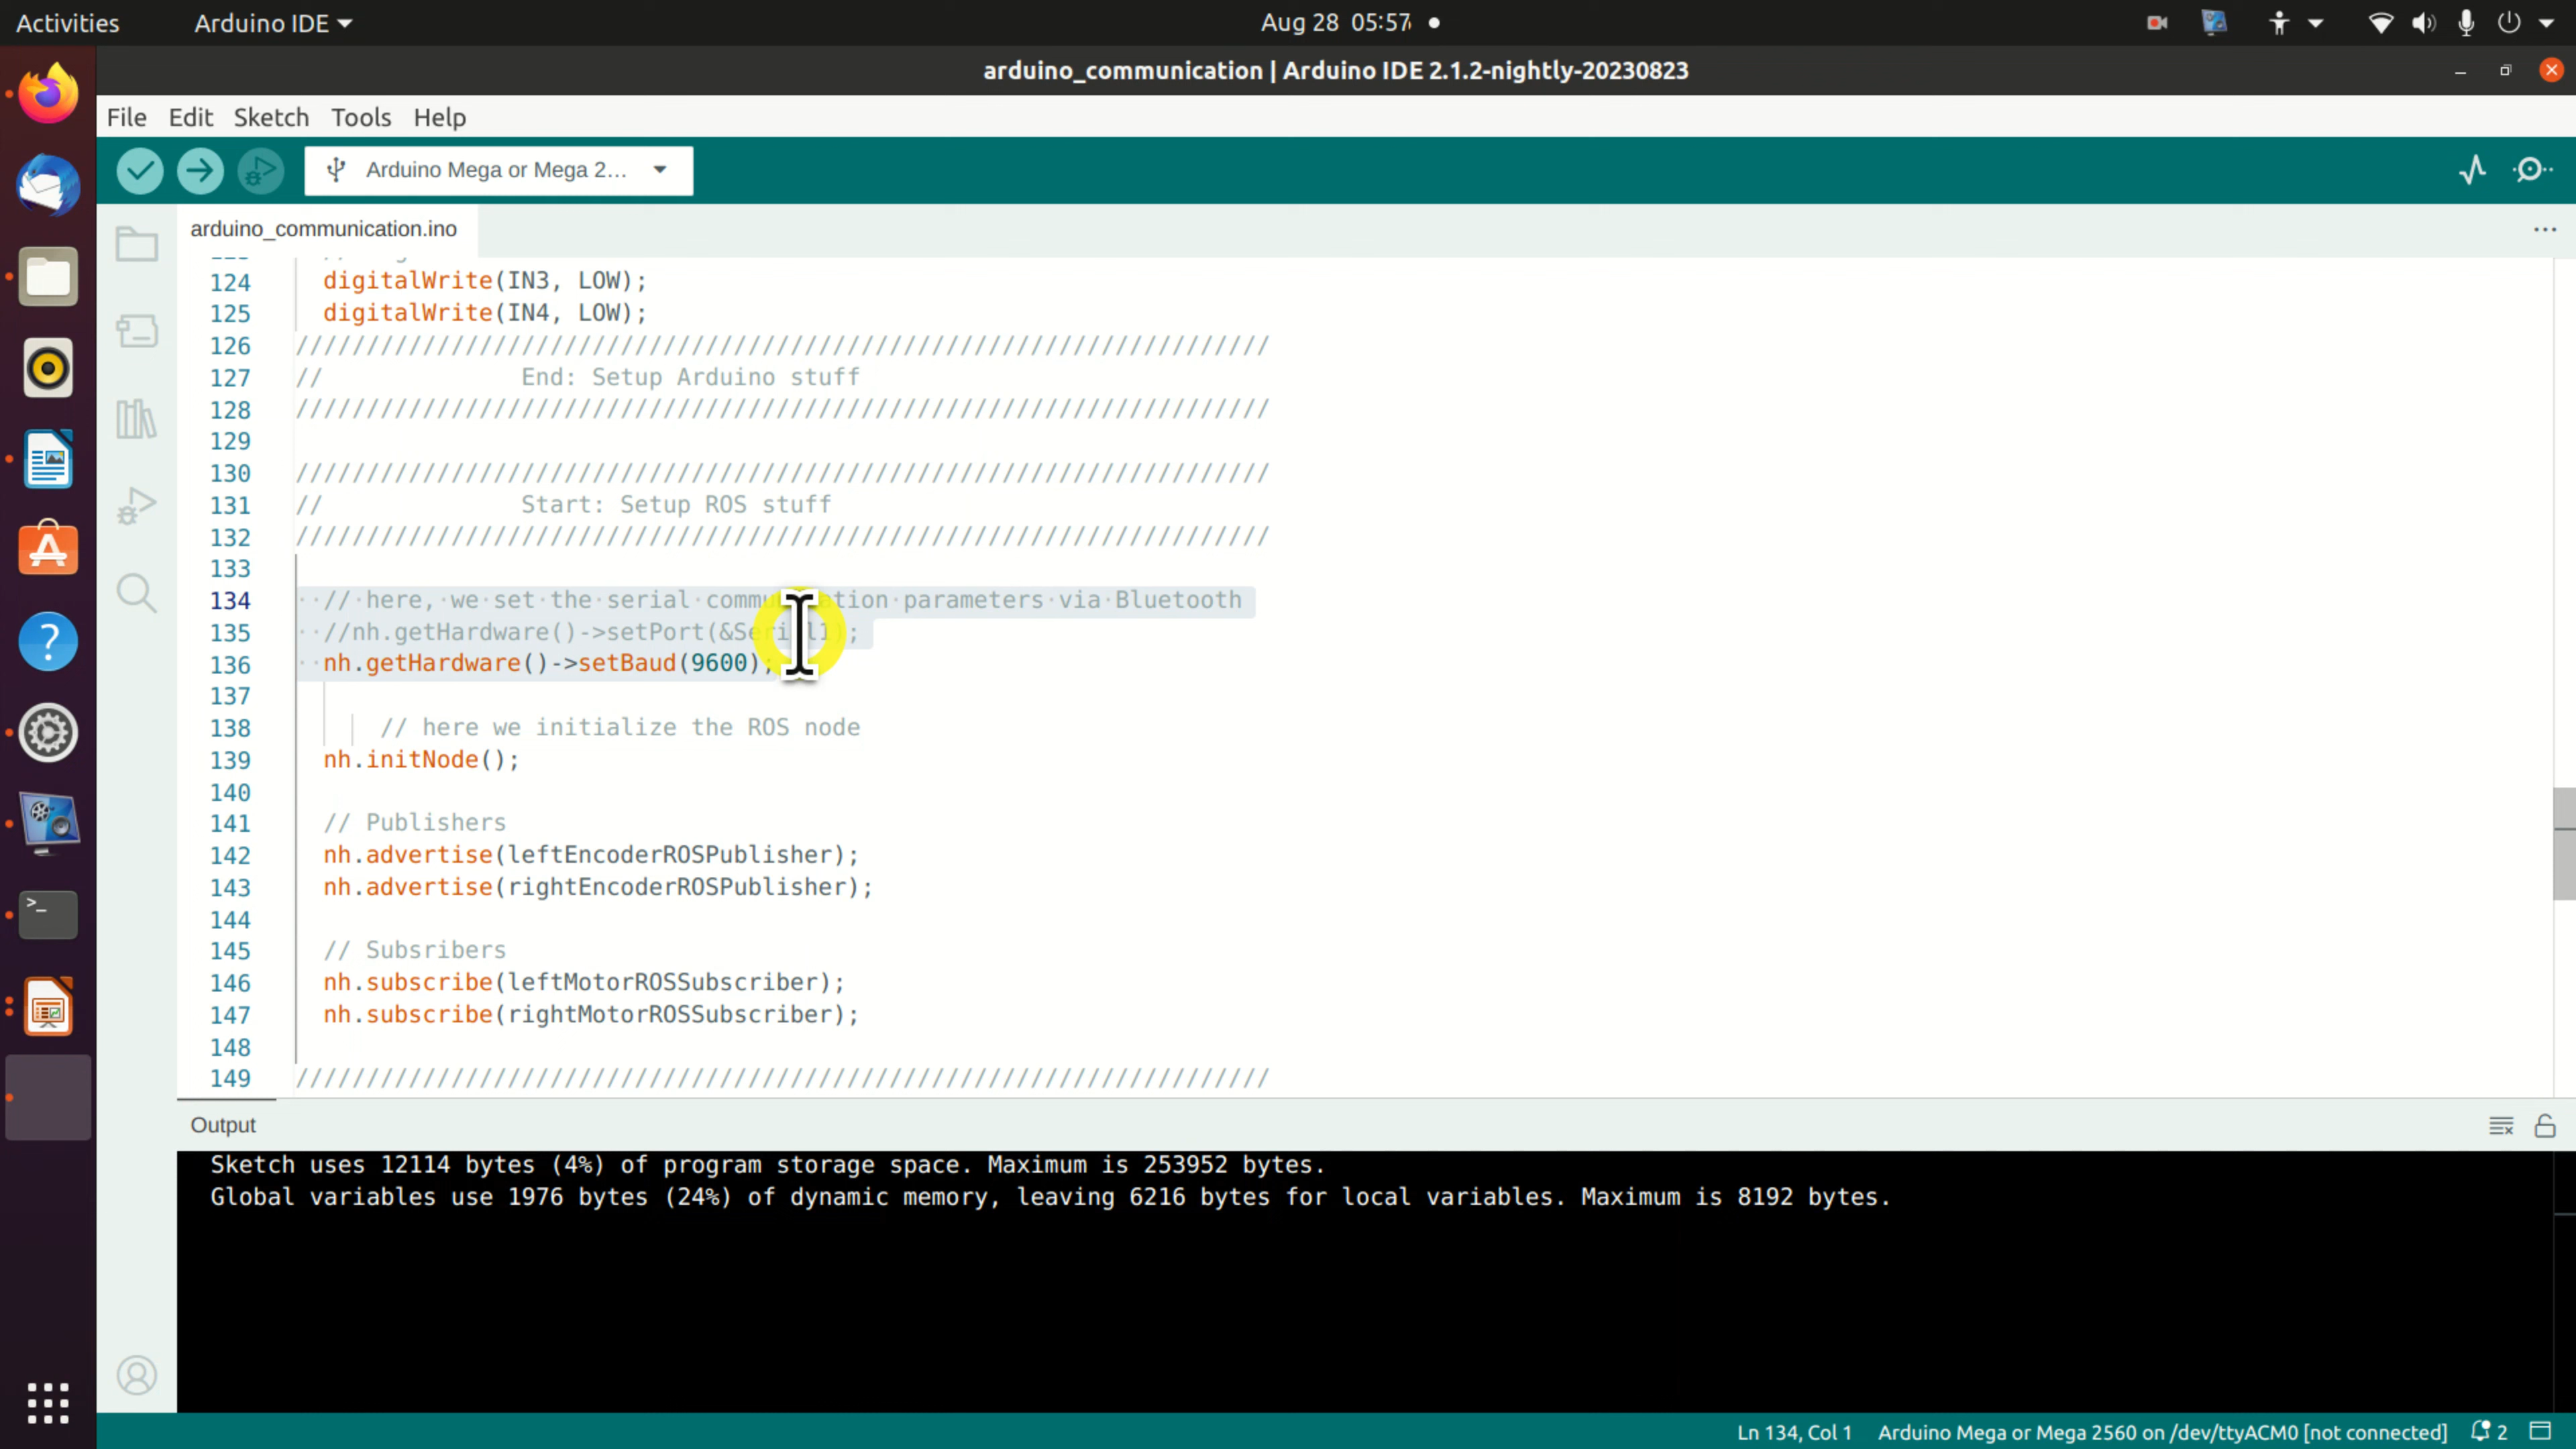 Activities Arduino IDE Aug 28 05:57
arduino_communication | Arduino IDE 2.1.2-nightly-20230823
File Edit Sketch Tools Help
Arduino Mega or Mega 2...
arduino_communication.ino
124 digitalWrite(IN3, LOW);
125 digitalWrite(IN4, LOW);
126 /////////////////////////////////////////////////////////////////////
127 // End: Setup Arduino stuff
128 /////////////////////////////////////////////////////////////////////
129
130 /////////////////////////////////////////////////////////////////////
131 // Start: Setup ROS stuff
132 /////////////////////////////////////////////////////////////////////
133
134 // here, we set the serial communication parameters via Bluetooth
135 //nh.getHardware()->setPort(&Serial1);
136 nh.getHardware()->setBaud(9600);
137
138 // here we initialize the ROS node
139 nh.initNode();
140
141 // Publishers
142 nh.advertise(leftEncoderROSPublisher);
143 nh.advertise(rightEncoderROSPublisher);
144
145 // Subsribers
146 nh.subscribe(leftMotorROSSubscriber);
147 nh.subscribe(rightMotorROSSubscriber);
148
149 /////////////////////////////////////////////////////////////////////
Output
Sketch uses 12114 bytes (4%) of program storage space. Maximum is 253952 bytes.
Global variables use 1976 bytes (24%) of dynamic memory, leaving 6216 bytes for local variables. Maximum is 8192 bytes.
Ln 134, Col 1 Arduino Mega or Mega 2560 on /dev/ttyACM0 [not connected] 2